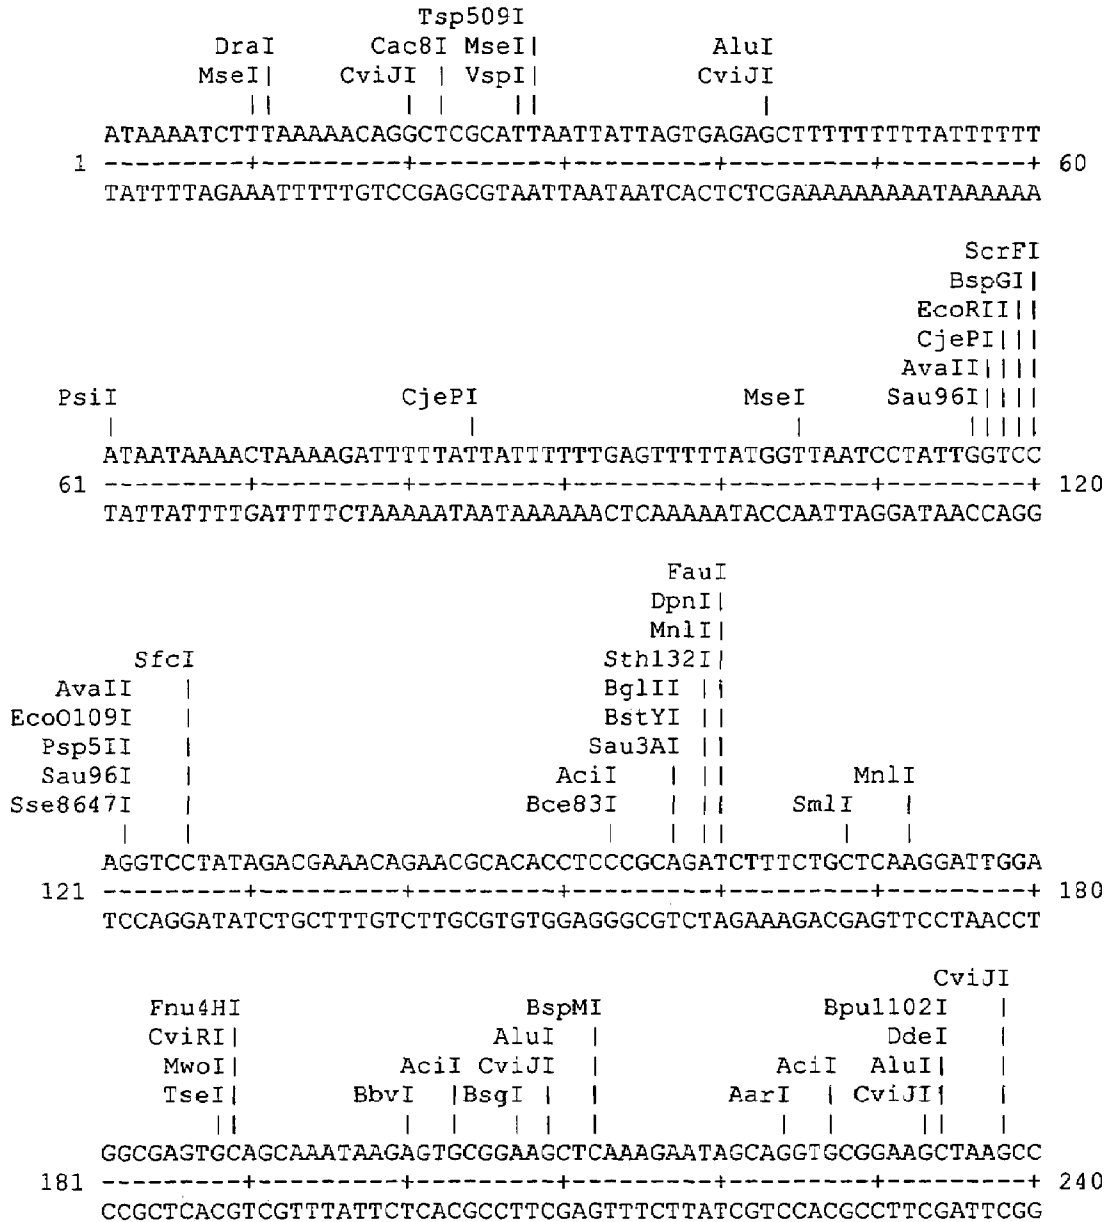 Tsp509I
DraI Cac8I MseI|
AluI
MseI| CviJI | VspI|
CviJI
|| | | || |
ATAAAATCTTTAAAAACAGGCTCGCATTAATTATTAGTGAGAGCTTTTTTTTTATTTTTT
1 ---------+---------+---------+---------+---------+---------+ 60
TATTTTAGAAATTTTTGTCCGAGCGTAATTAATAATCACTCTCGAAAAAAAAATAAAAAA
ScrFI
BspGI|
EcoRII||
CjePI|||
AvaII||||
PsiI CjePI MseI Sau96I||||
| | | |||||
ATAATAAAACTAAAAGATTTTTATTATTTTTTGAGTTTTTATGGTTAATCCTATTGGTCC
61 ---------+---------+---------+---------+---------+---------+ 120
TATTATTTTGATTTTCTAAAAATAATAAAAAACTCAAAAATACCAATTAGGATAACCAGG
FauI
DpnI|
MnlI|
SfcI Sth132I|
AvaII | BglII ||
EcoO109I | BstYI ||
Psp5II | Sau3AI ||
Sau96I | AciI | || MnlI
Sse8647I | Bce83I | || SmlI |
| | | | || | |
AGGTCCTATAGACGAAACAGAACGCACACCTCCCGCAGATCTTTCTGCTCAAGGATTGGA
121 ---------+---------+---------+---------+---------+---------+ 180
TCCAGGATATCTGCTTTGTCTTGCGTGTGGAGGGCGTCTAGAAAGACGAGTTCCTAACCT
CviJI
Fnu4HI BspMI Bpu1102I |
CviRI| AluI | DdeI |
MwoI| AciI CviJI | AciI AluI| |
TseI| BbvI |BsgI | | AarI | CviJI| |
|| | | | | | | | || |
GGCGAGTGCAGCAAATAAGAGTGCGGAAGCTCAAAGAATAGCAGGTGCGGAAGCTAAGCC
181 ---------+---------+---------+---------+---------+---------+ 240
CCGCTCACGTCGTTTATTCTCACGCCTTCGAGTTTCTTATCGTCCACGCCTTCGATTCGG